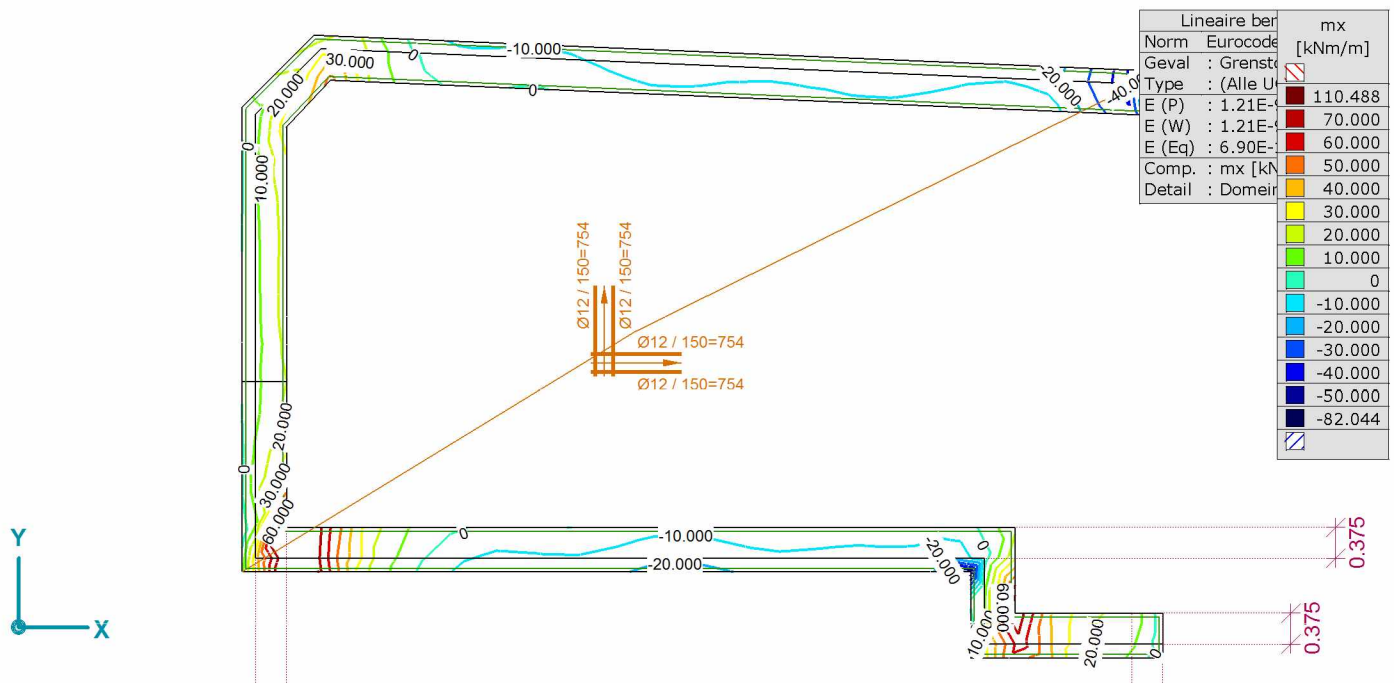 Lineaire ber
Norm Eurocode
Geval : Grensto
Type : (Alle U
E (P) : 1.21E-
E (W) : 1.21E-
E (Eq) : 6.90E-
Comp. : mx [kN
Detail : Domein
mx
[kNm/m]
110.488
70.000
60.000
50.000
40.000
30.000
20.000
10.000
0
-10.000
-20.000
-30.000
-40.000
-50.000
-82.044
-10.000
0
30.000
20.000
0
-20.000
-40.0
0
10.000
Ø12 / 150=754
Ø12 / 150=754
Ø12 / 150=754
Ø12 / 150=754
20.000
0
30.000
60.000
0
-10.000
-20.000
-20.000
0
60.000
-10.000
20.000
0
0.375
0.375
Y
X